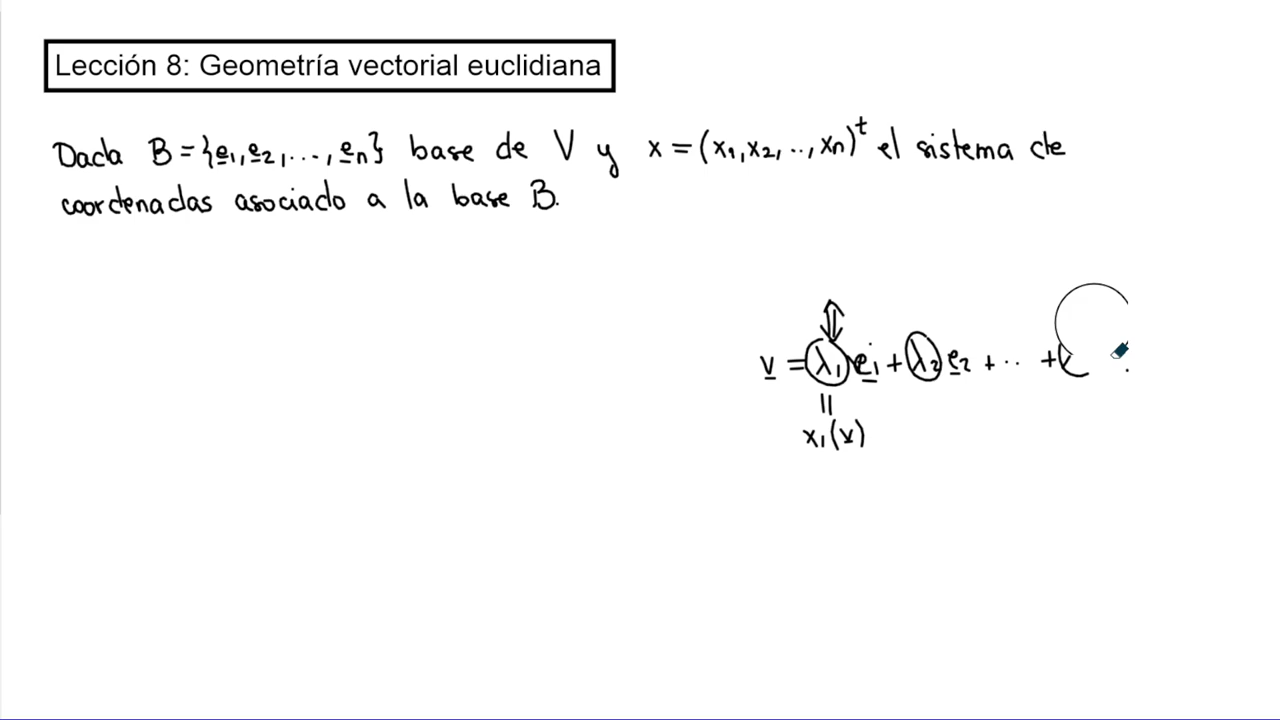 Lección 8: Geometría vectorial euclidiana
Dada B = {e1, e2, ..., en} base de V y x = (x1, x2, .., xn)^t el sistema de
coordenadas asociado a la base B.
v = λ1 e1 + λ2 e2 + .. +
||
x1(v)